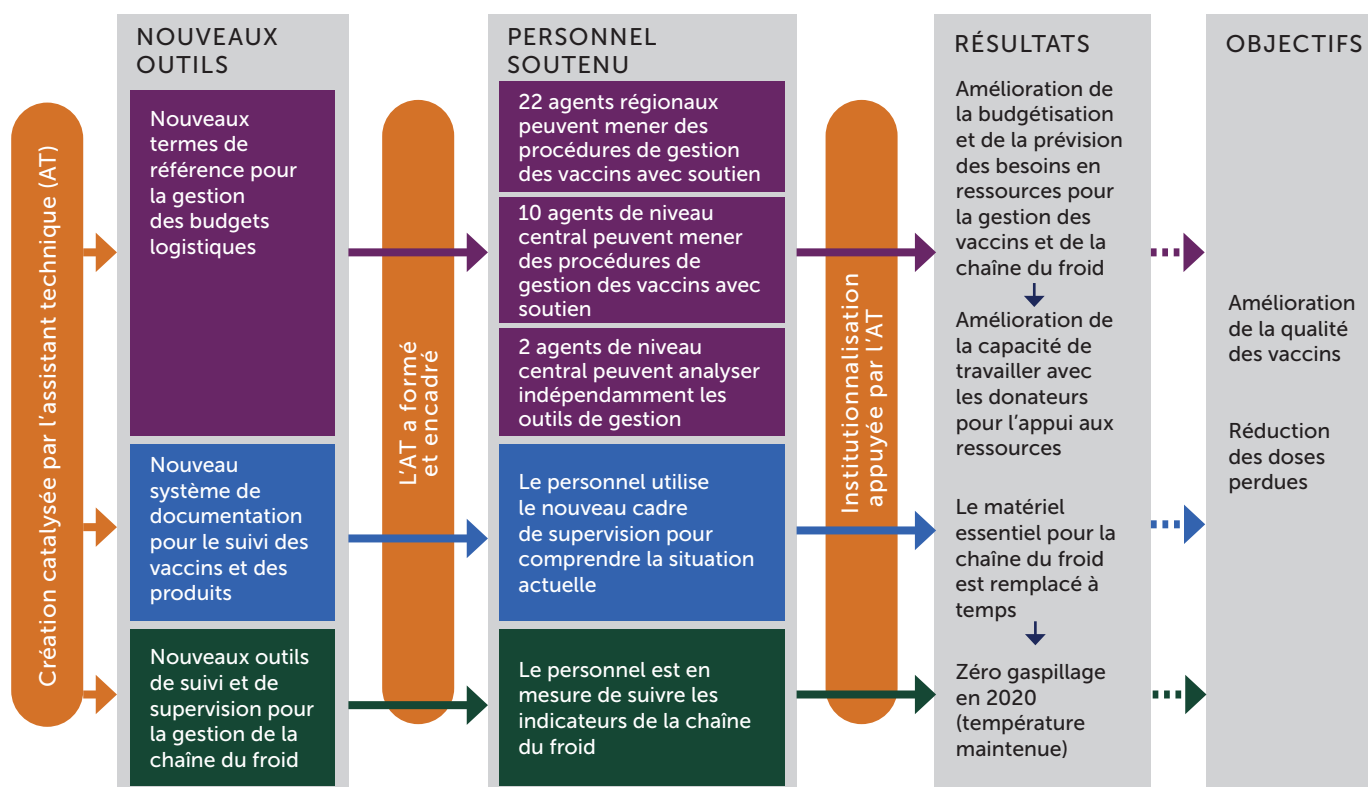 Création catalysée par l'assistant technique (AT)
NOUVEAUX
OUTILS
Nouveaux
termes de
référence pour
la gestion
des budgets
logistiques
Nouveau
système de
documentation
pour le suivi des
vaccins et des
produits
Nouveaux outils
de suivi et de
supervision pour
la gestion de la
chaîne du froid
L'AT a formé
et encadré
PERSONNEL
SOUTENU
22 agents régionaux
peuvent mener des
procédures de gestion
des vaccins avec soutien
10 agents de niveau
central peuvent mener
des procédures de
gestion des vaccins avec
soutien
2 agents de niveau
central peuvent analyser
indépendamment les
outils de gestion
Le personnel utilise
le nouveau cadre
de supervision pour
comprendre la situation
actuelle
Le personnel est en
mesure de suivre les
indicateurs de la chaîne
du froid
Institutionnalisation
appuyée par l'AT
RÉSULTATS
Amélioration de
la budgétisation
et de la prévision
des besoins en
ressources pour
la gestion des
vaccins et de la
chaîne du froid
Amélioration de
la capacité de
travailler avec
les donateurs
pour l'appui aux
ressources
Le matériel
essentiel pour la
chaîne du froid
est remplacé à
temps
Zéro gaspillage
en 2020
(température
maintenue)
OBJECTIFS
Amélioration
de la qualité
des vaccins
Réduction
des doses
perdues